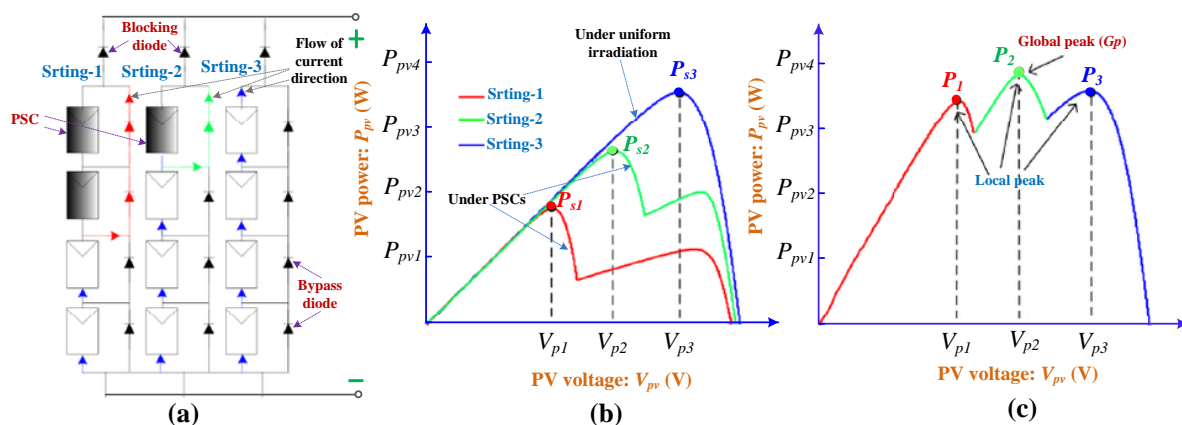 Blocking
diode
+
Srting-1
Srting-2
Srting-3
Flow of
current
direction
PSC
Bypass
diode
−
(a)
PV power: Ppv (W)
Ppv4
Ppv3
Ppv2
Ppv1
Under uniform
irradiation
Ps3
Srting-1
Srting-2
Srting-3
Ps2
Under PSCs
Ps1
Vp1
Vp2
Vp3
PV voltage: Vpv (V)
(b)
PV power: Ppv (W)
Ppv4
Ppv3
Ppv2
Ppv1
Global peak (Gp)
P1
P2
P3
Local peak
Vp1
Vp2
Vp3
PV voltage: Vpv (V)
(c)